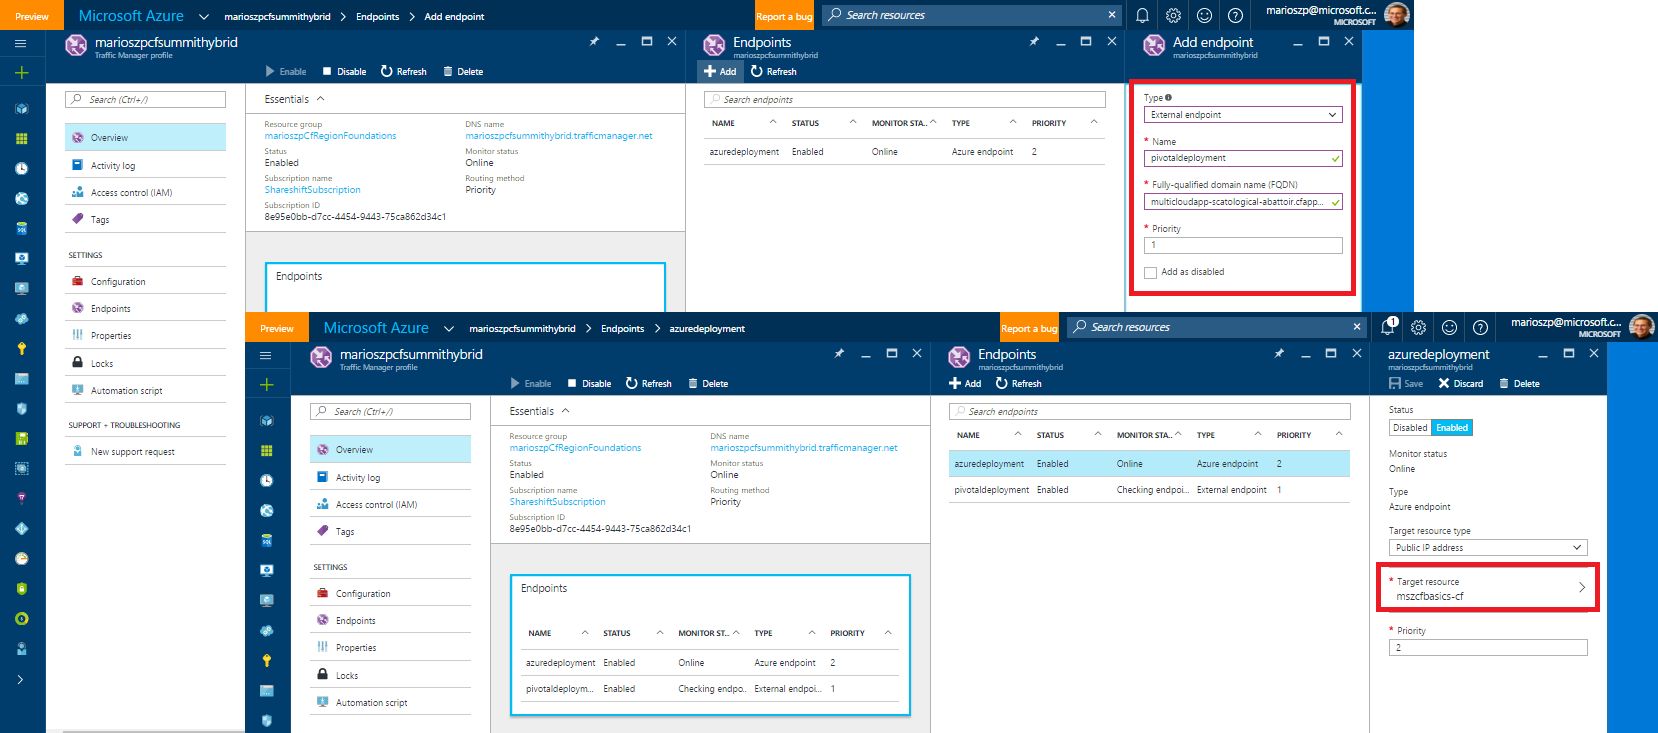 Preview
Microsoft Azure
marioszpcfsummithybrid
Endpoints
Add endpoint
Report a bug
Search resources
marioszp@microsoft.c...
MICROSOFT
marioszpcfsummithybrid
Traffic Manager profile
Enable
Disable
Refresh
Delete
Search (Ctrl+/)
Overview
Activity log
Access control (IAM)
Tags
SETTINGS
Configuration
Endpoints
Properties
Locks
Automation script
SUPPORT + TROUBLESHOOTING
New support request
Essentials
Resource group
marioszpCfRegionFoundations
Status
Enabled
Subscription name
ShareshiftSubscription
Subscription ID
8e95e0bb-d7cc-4454-9443-75ca862d34c1
DNS name
marioszpcfsummithybrid.trafficmanager.net
Monitor status
Online
Routing method
Priority
Endpoints
Endpoints
marioszpcfsummithybrid
Add
Refresh
Search endpoints
NAME STATUS MONITOR STA.. TYPE PRIORITY
azuredeployment Enabled Online Azure endpoint 2
Add endpoint
marioszpcfsummithybrid
Type
External endpoint
* Name
pivotaldeployment
* Fully-qualified domain name (FQDN)
multicloudapp-scatological-abattoir.cfapp...
* Priority
1
Add as disabled
Preview
Microsoft Azure
marioszpcfsummithybrid
Endpoints
azuredeployment
Report a bug
Search resources
1
marioszp@microsoft.c...
MICROSOFT
marioszpcfsummithybrid
Traffic Manager profile
Enable
Disable
Refresh
Delete
Search (Ctrl+/)
Overview
Activity log
Access control (IAM)
Tags
SETTINGS
Configuration
Endpoints
Properties
Locks
Automation script
Essentials
Resource group
marioszpCfRegionFoundations
Status
Enabled
Subscription name
ShareshiftSubscription
Subscription ID
8e95e0bb-d7cc-4454-9443-75ca862d34c1
DNS name
marioszpcfsummithybrid.trafficmanager.net
Monitor status
Online
Routing method
Priority
Endpoints
NAME STATUS MONITOR ST.. TYPE PRIORITY
azuredeployment Enabled Online Azure endpoint 2
pivotaldeploym... Enabled Checking endpo.. External endpoi... 1
Endpoints
marioszpcfsummithybrid
Add
Refresh
Search endpoints
NAME STATUS MONITOR STA.. TYPE PRIORITY
azuredeployment Enabled Online Azure endpoint 2
pivotaldeployment Enabled Checking endpoi... External endpoint 1
azuredeployment
marioszpcfsummithybrid
Save
Discard
Delete
Status
Disabled Enabled
Monitor status
Online
Type
Azure endpoint
Target resource type
Public IP address
* Target resource
mszcfbasics-cf
* Priority
2